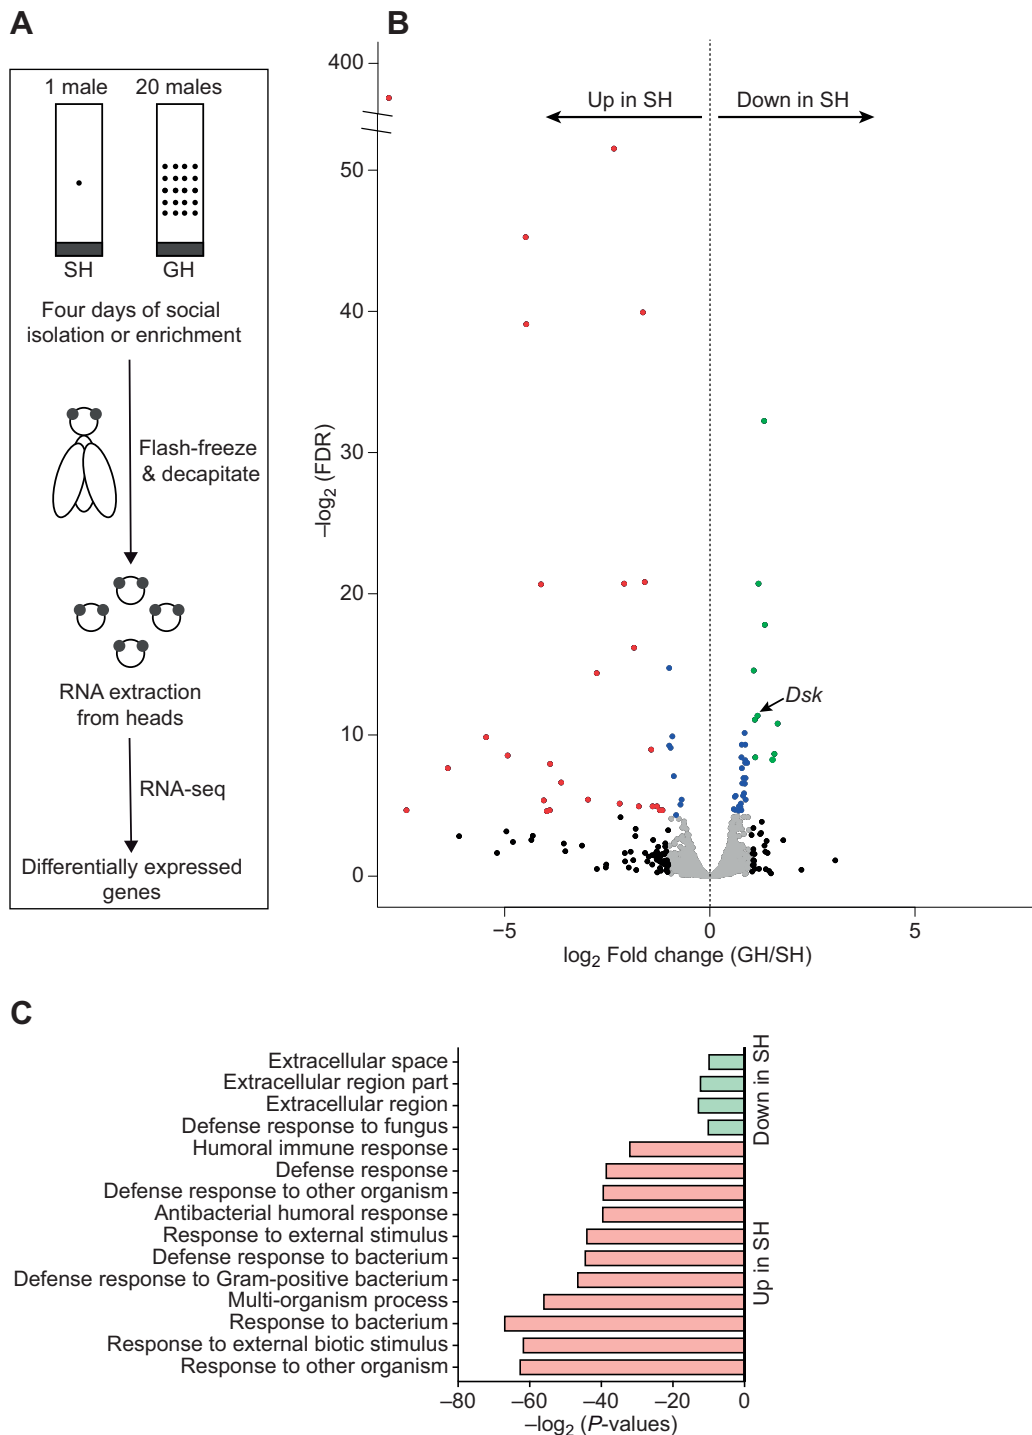 A
1 male 20 males
SH GH
Four days of social
isolation or enrichment
Flash-freeze
& decapitate
RNA extraction
from heads
RNA-seq
Differentially expressed
genes
B
400
50
40
30
20
10
0
–log2 (FDR)
Up in SH Down in SH
Dsk
−5 0 5
log2 Fold change (GH/SH)
C
Extracellular space
Extracellular region part
Extracellular region
Defense response to fungus
Humoral immune response
Defense response
Defense response to other organism
Antibacterial humoral response
Response to external stimulus
Defense response to bacterium
Defense response to Gram-positive bacterium
Multi-organism process
Response to bacterium
Response to external biotic stimulus
Response to other organism
Down in SH
Up in SH
–80 –60 –40 –20 0
–log2 (P-values)